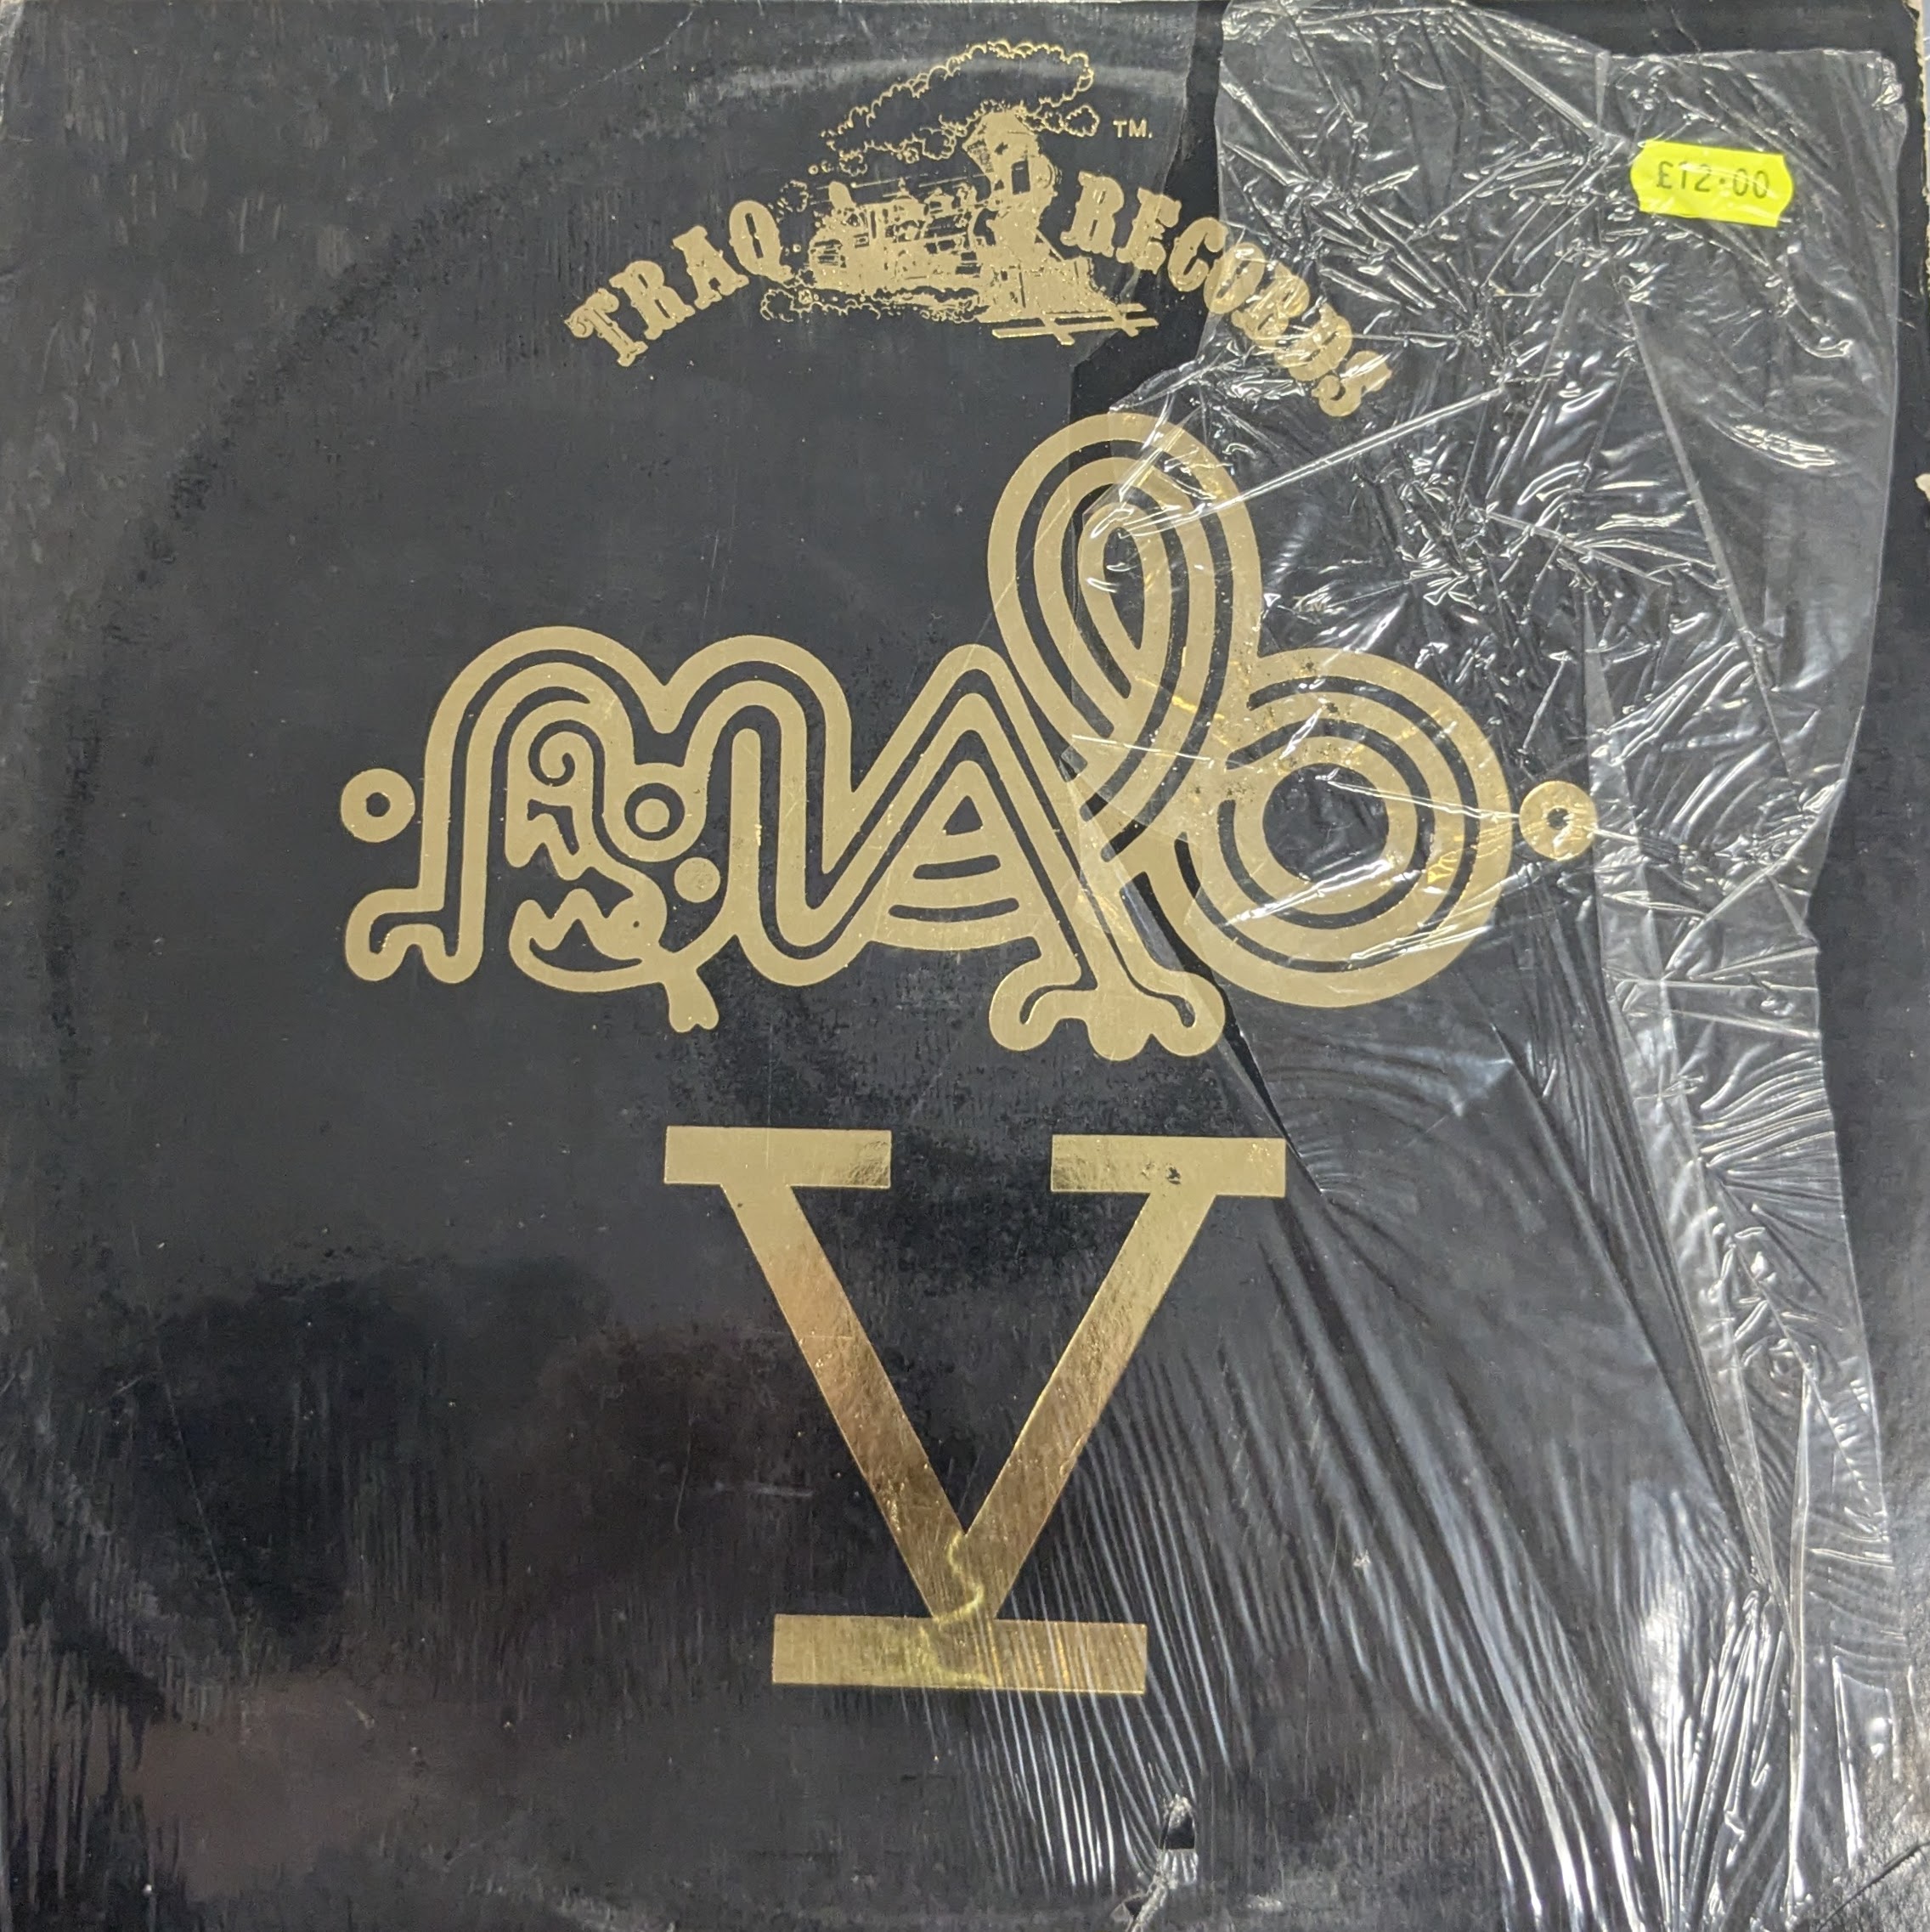 TRAQ RECORDS TM.
£12.00
malo
V